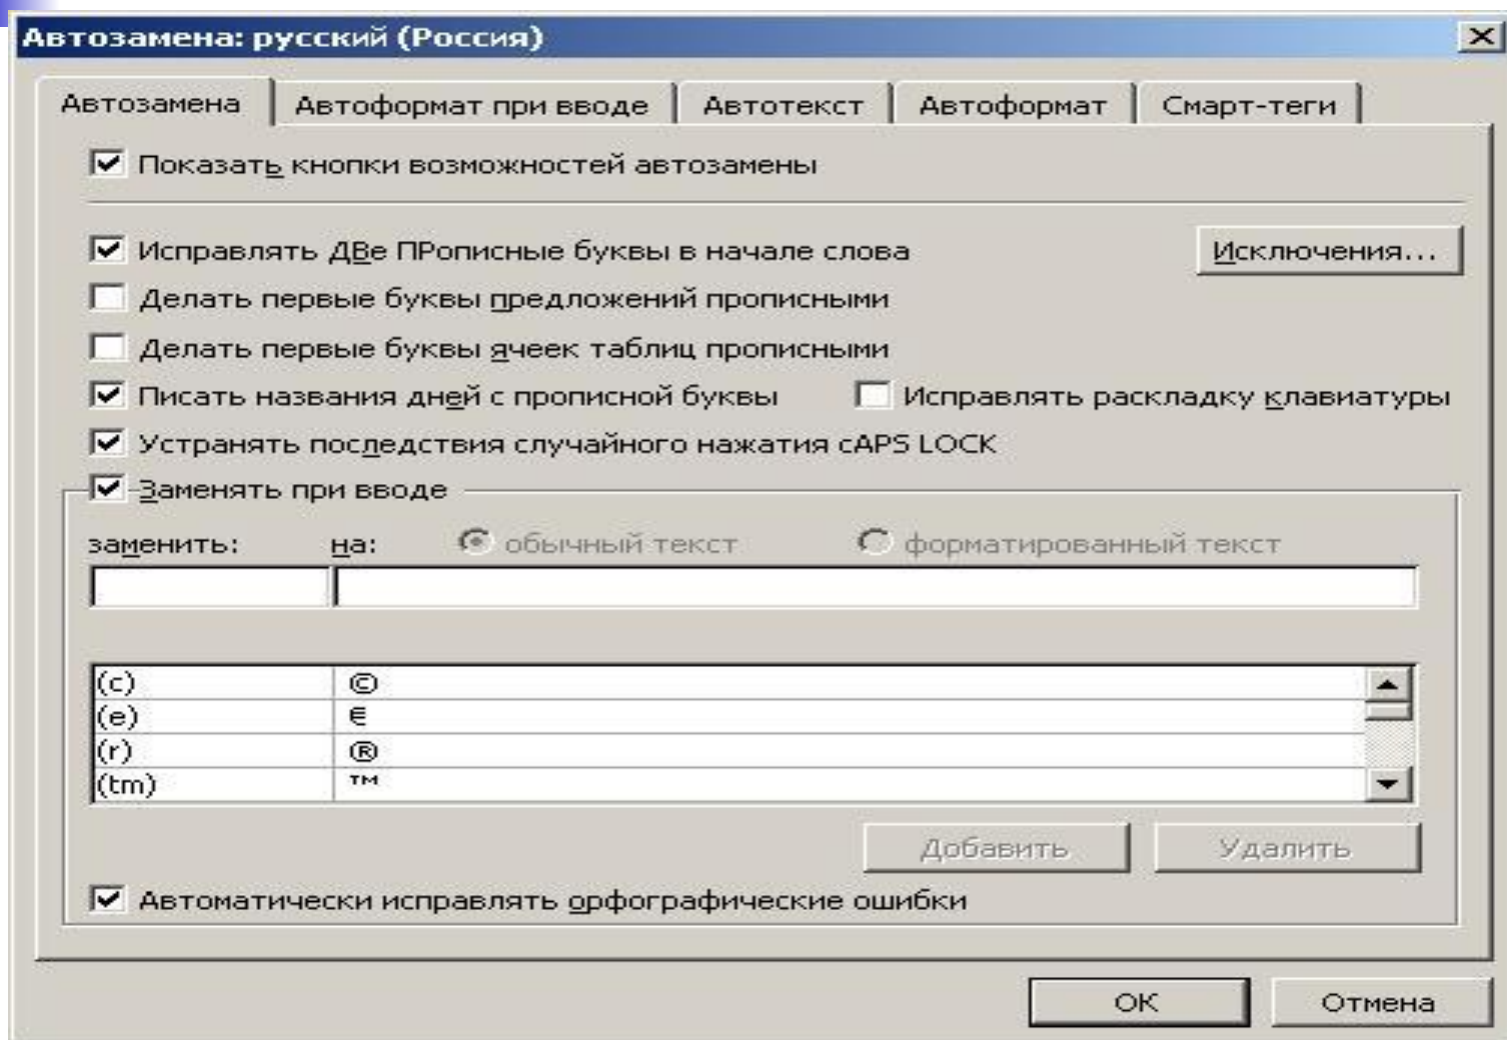 Автозамена: русский (Россия)
Автозамена Автоформат при вводе Автотекст Автоформат Смарт-теги
Показать кнопки возможностей автозамены
Исправлять ДВе ПРописные буквы в начале слова Исключения...
Делать первые буквы предложений прописными
Делать первые буквы ячеек таблиц прописными
Писать названия дней с прописной буквы Исправлять раскладку клавиатуры
Устранять последствия случайного нажатия cAPS LOCK
Заменять при вводе
заменить: на: обычный текст форматированный текст
(c) ©
(e) €
(r) ®
(tm) ™
Добавить Удалить
Автоматически исправлять орфографические ошибки
ОК Отмена